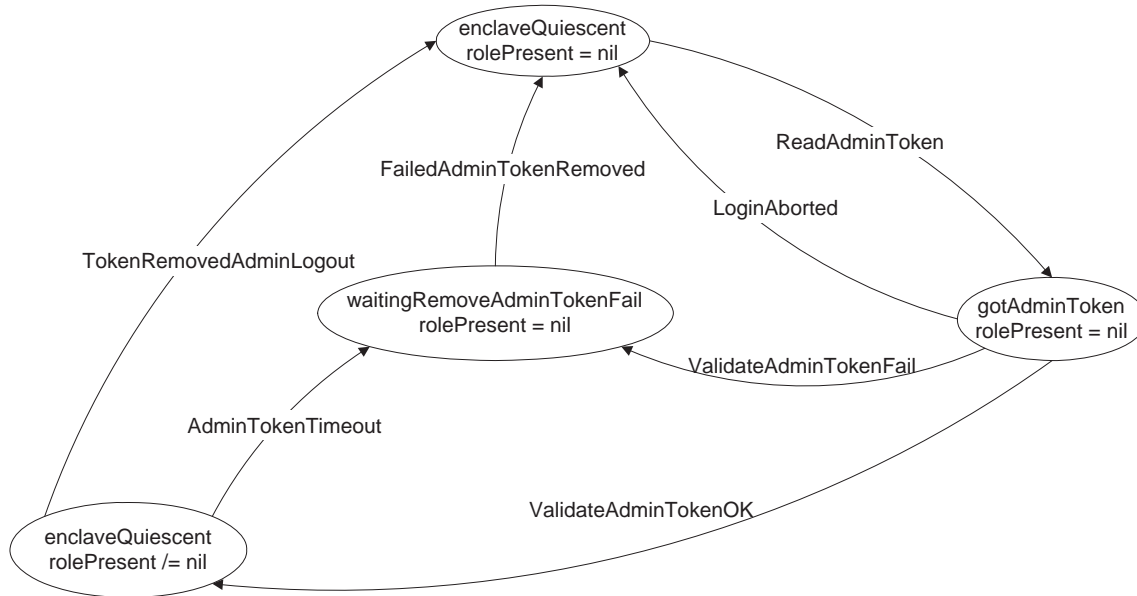 enclaveQuiescent
rolePresent = nil
ReadAdminToken
FailedAdminTokenRemoved
LoginAborted
TokenRemovedAdminLogout
waitingRemoveAdminTokenFail
rolePresent = nil
gotAdminToken
rolePresent = nil
ValidateAdminTokenFail
AdminTokenTimeout
ValidateAdminTokenOK
enclaveQuiescent
rolePresent /= nil